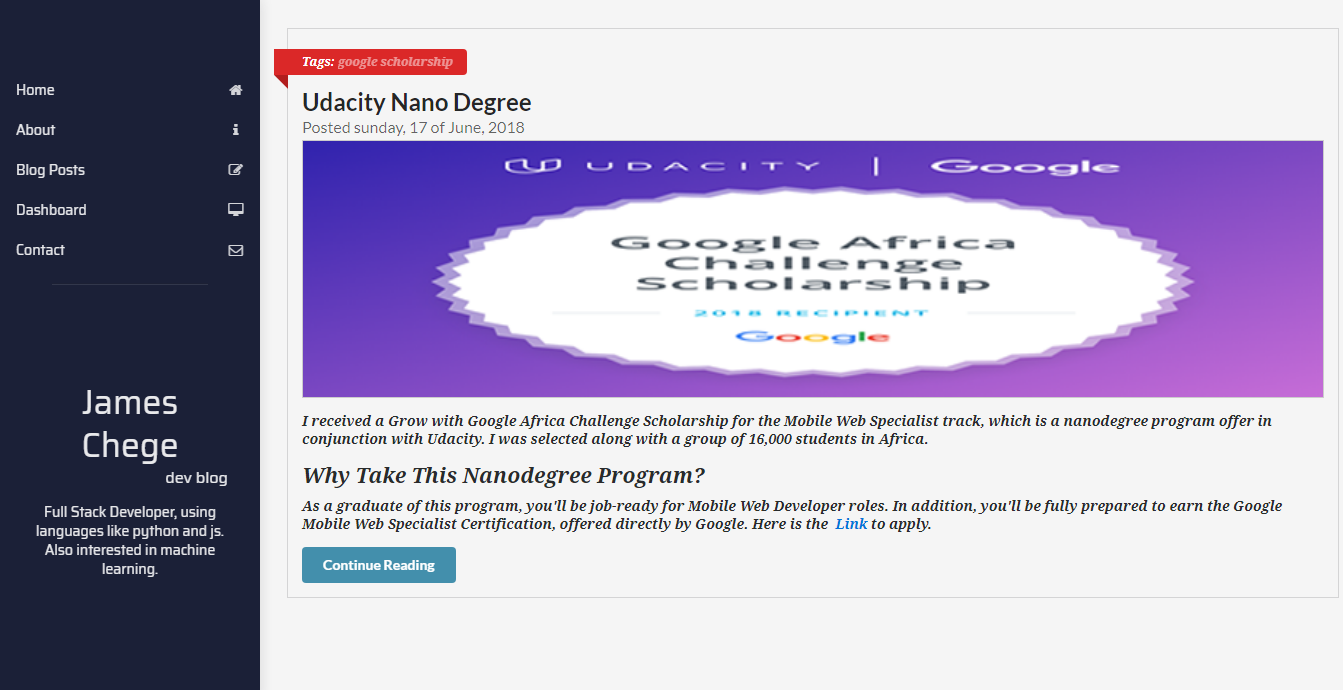 Home
About
Blog Posts
Dashboard
Contact
James
Chege
dev blog
Full Stack Developer, using
languages like python and js.
Also interested in machine
learning.
Tags: google scholarship
Udacity Nano Degree
Posted sunday, 17 of June, 2018
UDACITY | Google
Google Africa
Challenge
Scholarship
2018 RECIPIENT
Google
I received a Grow with Google Africa Challenge Scholarship for the Mobile Web Specialist track, which is a nanodegree program offer in
conjunction with Udacity. I was selected along with a group of 16,000 students in Africa.
Why Take This Nanodegree Program?
As a graduate of this program, you'll be job-ready for Mobile Web Developer roles. In addition, you'll be fully prepared to earn the Google
Mobile Web Specialist Certification, offered directly by Google. Here is the Link to apply.
Continue Reading